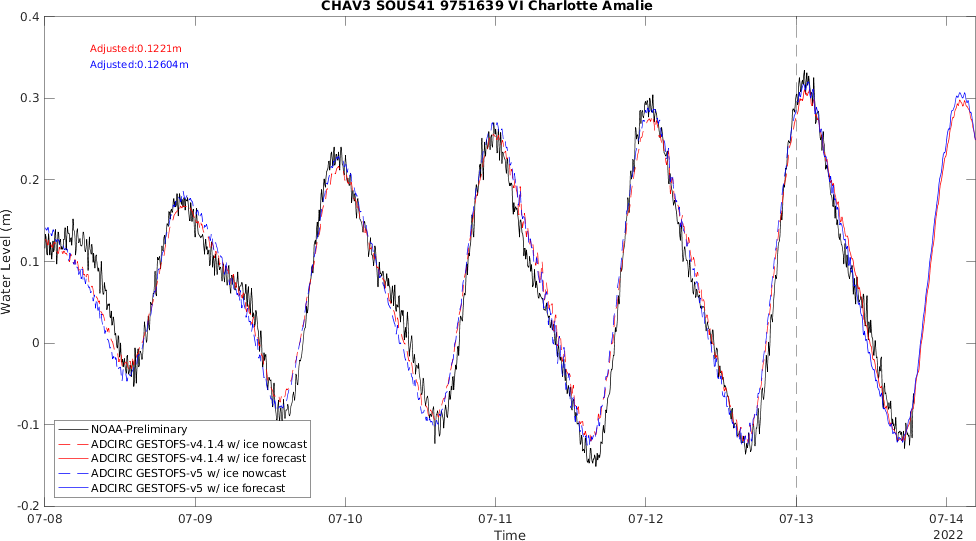 CHAV3 SOUS41 9751639 VI Charlotte Amalie
Adjusted:0.1221m
Adjusted:0.12604m
0.4
0.3
0.2
0.1
0
-0.1
-0.2
Water Level (m)
NOAA-Preliminary
ADCIRC GESTOFS-v4.1.4 w/ ice nowcast
ADCIRC GESTOFS-v4.1.4 w/ ice forecast
ADCIRC GESTOFS-v5 w/ ice nowcast
ADCIRC GESTOFS-v5 w/ ice forecast
07-08 07-09 07-10 07-11 07-12 07-13 07-14
Time
2022